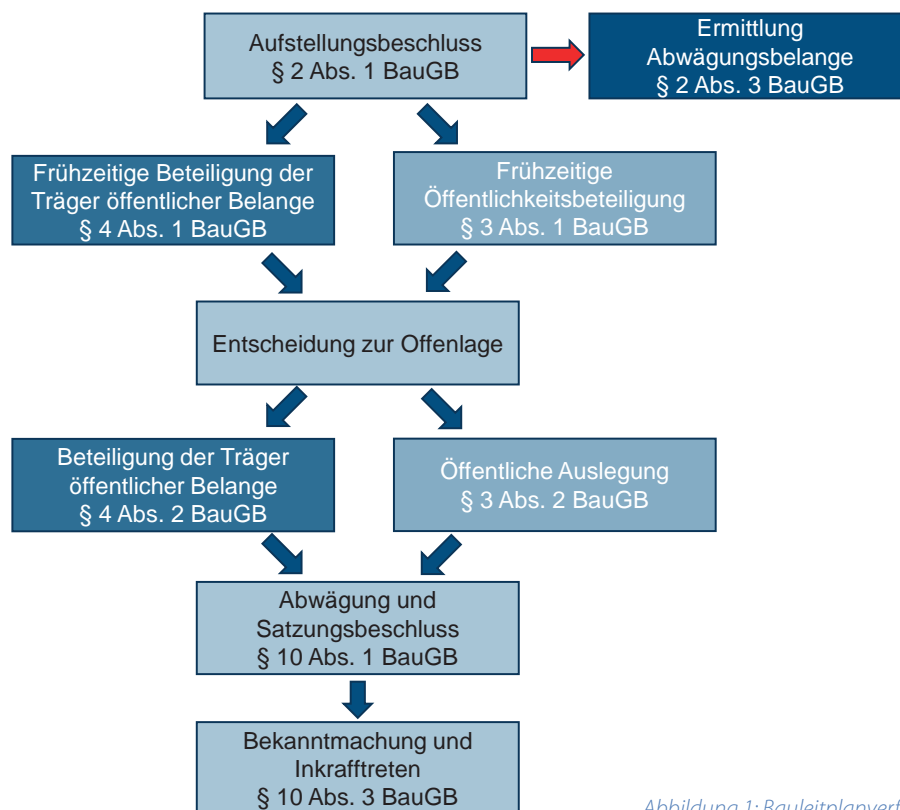 Aufstellungsbeschluss
§ 2 Abs. 1 BauGB
Ermittlung
Abwägungsbelange
§ 2 Abs. 3 BauGB
Frühzeitige Beteiligung der
Träger öffentlicher Belange
§ 4 Abs. 1 BauGB
Frühzeitige
Öffentlichkeitsbeteiligung
§ 3 Abs. 1 BauGB
Entscheidung zur Offenlage
Beteiligung der Träger
öffentlicher Belange
§ 4 Abs. 2 BauGB
Öffentliche Auslegung
§ 3 Abs. 2 BauGB
Abwägung und
Satzungsbeschluss
§ 10 Abs. 1 BauGB
Bekanntmachung und
Inkrafttreten
§ 10 Abs. 3 BauGB
Abbildung 1: